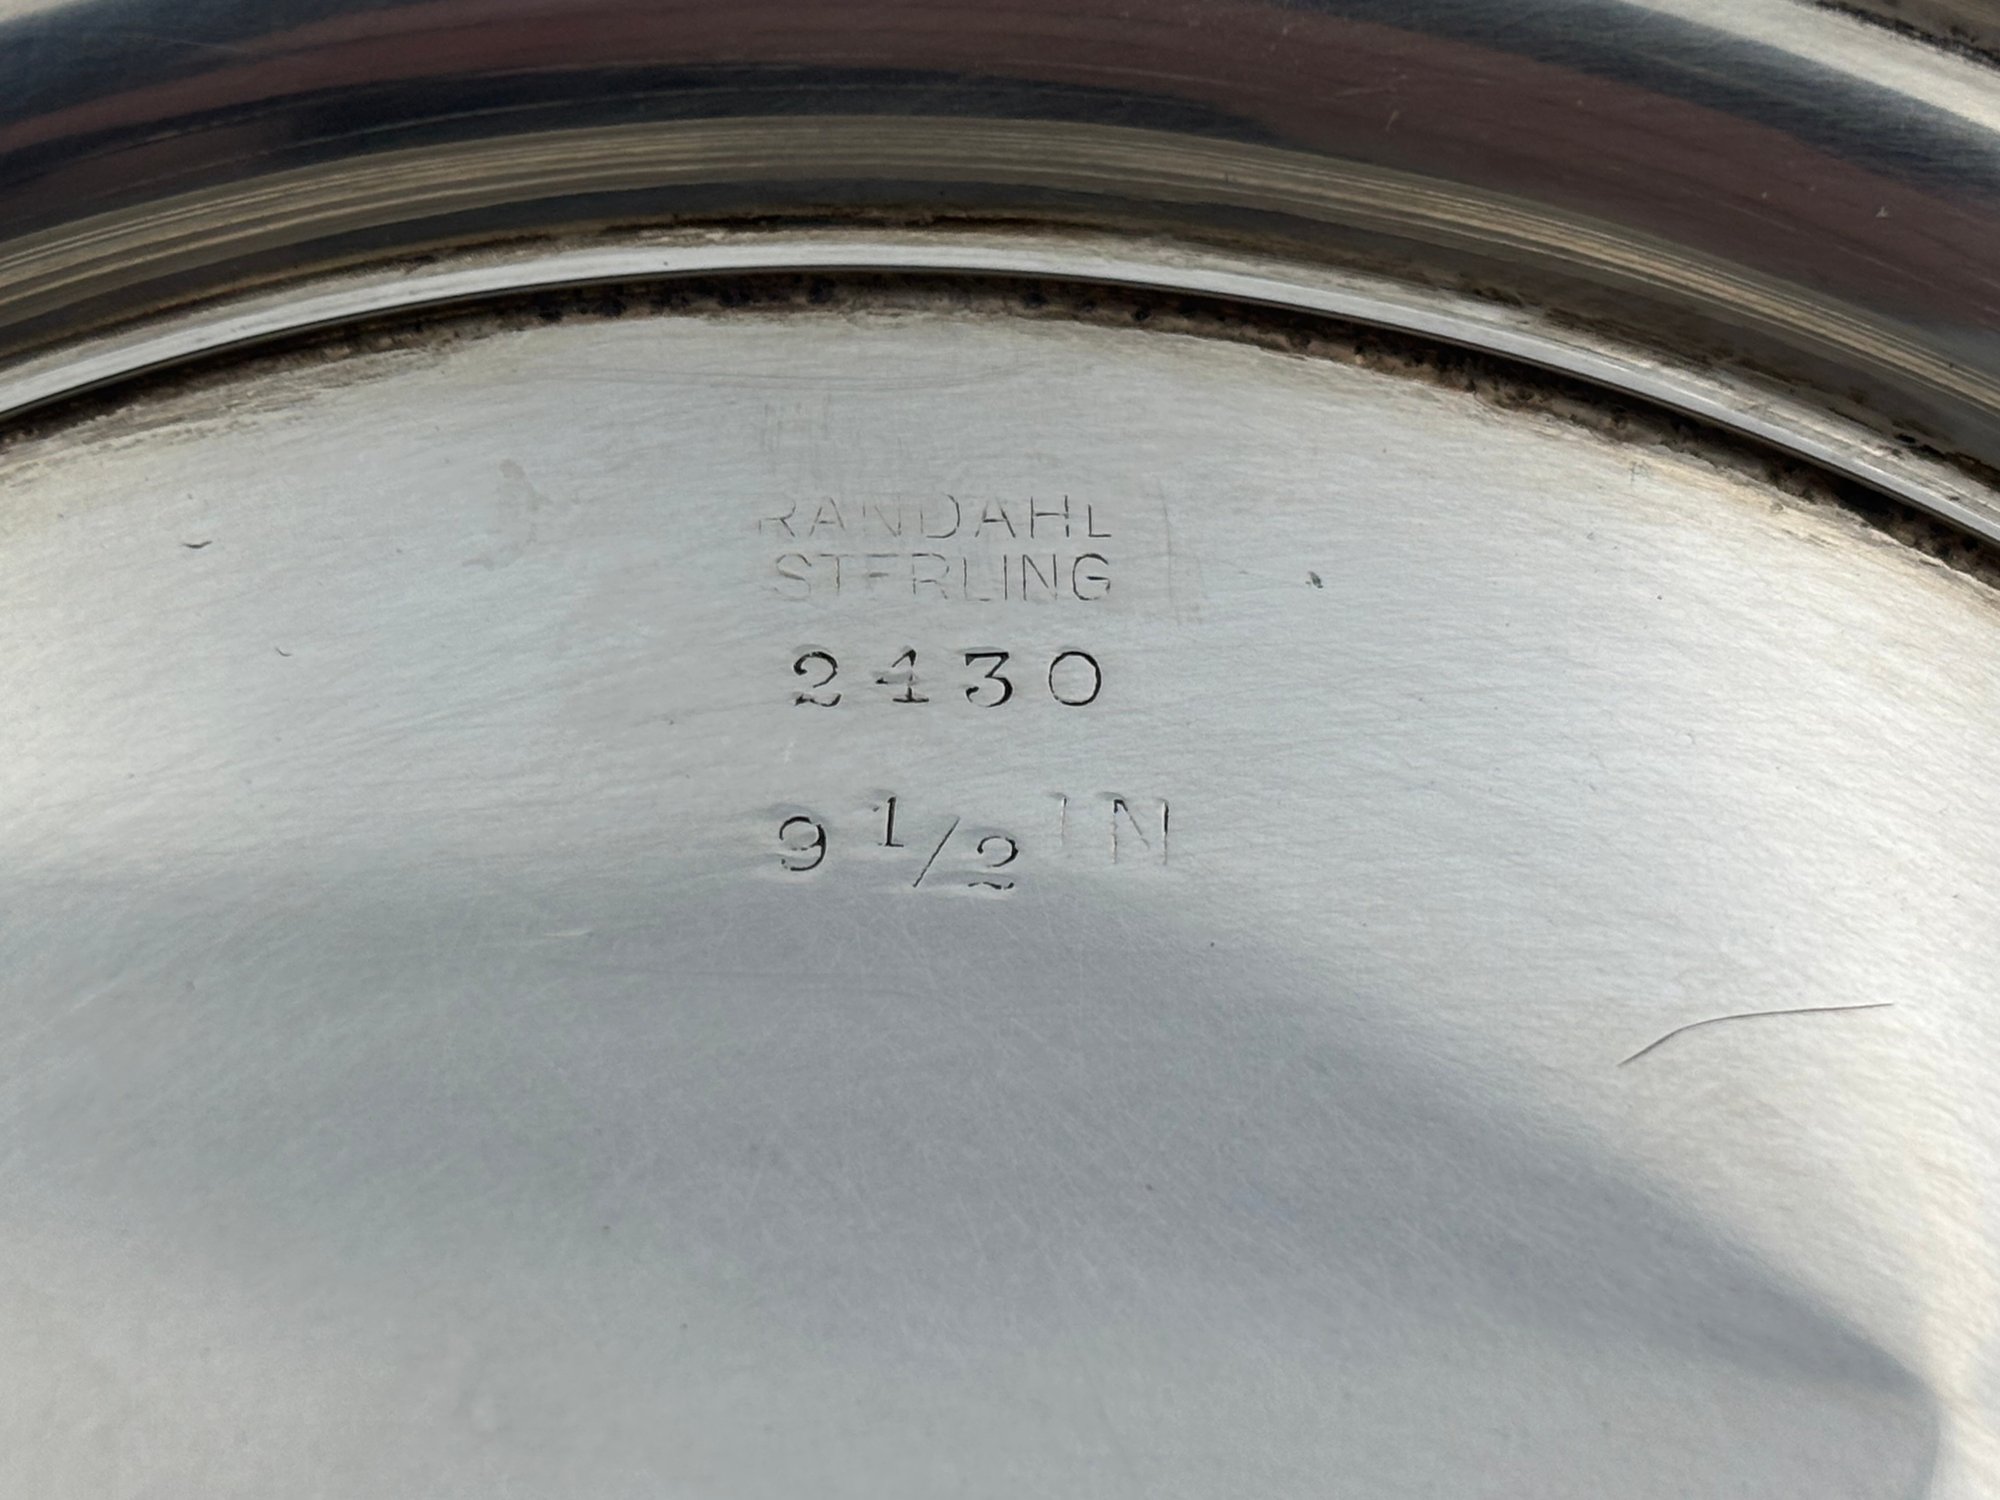 RANDAHL
STERLING
2430
9 1/2 IN